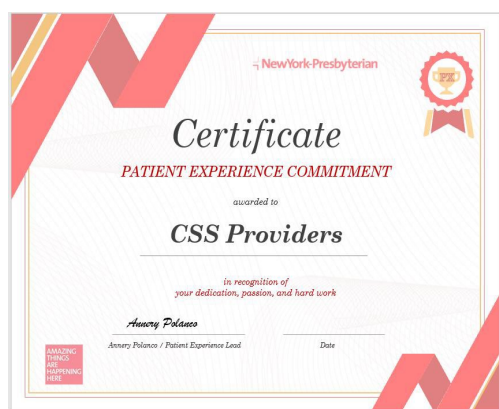 NewYork-Presbyterian
PX
Certificate
PATIENT EXPERIENCE COMMITMENT
awarded to
CSS Providers
in recognition of
your dedication, passion, and hard work
Annery Polanco
Annery Polanco / Patient Experience Lead
Date
AMAZING
THINGS
ARE
HAPPENING
HERE